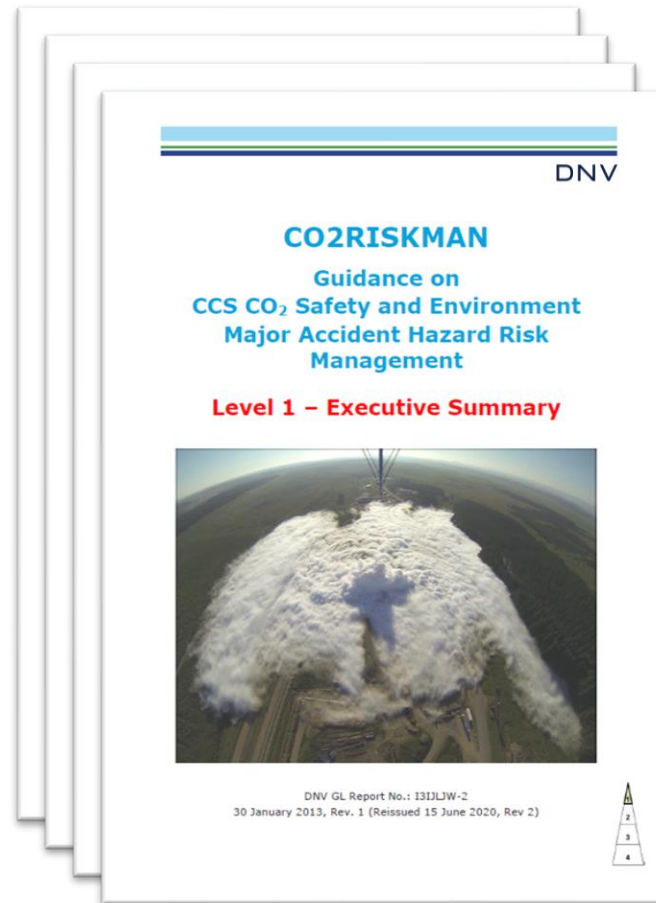 DNV
CO2RISKMAN
Guidance on
CCS CO₂ Safety and Environment
Major Accident Hazard Risk
Management
Level 1 – Executive Summary
DNV GL Report No.: I3IJLJW-2
30 January 2013, Rev. 1 (Reissued 15 June 2020, Rev 2)
1
2
3
4